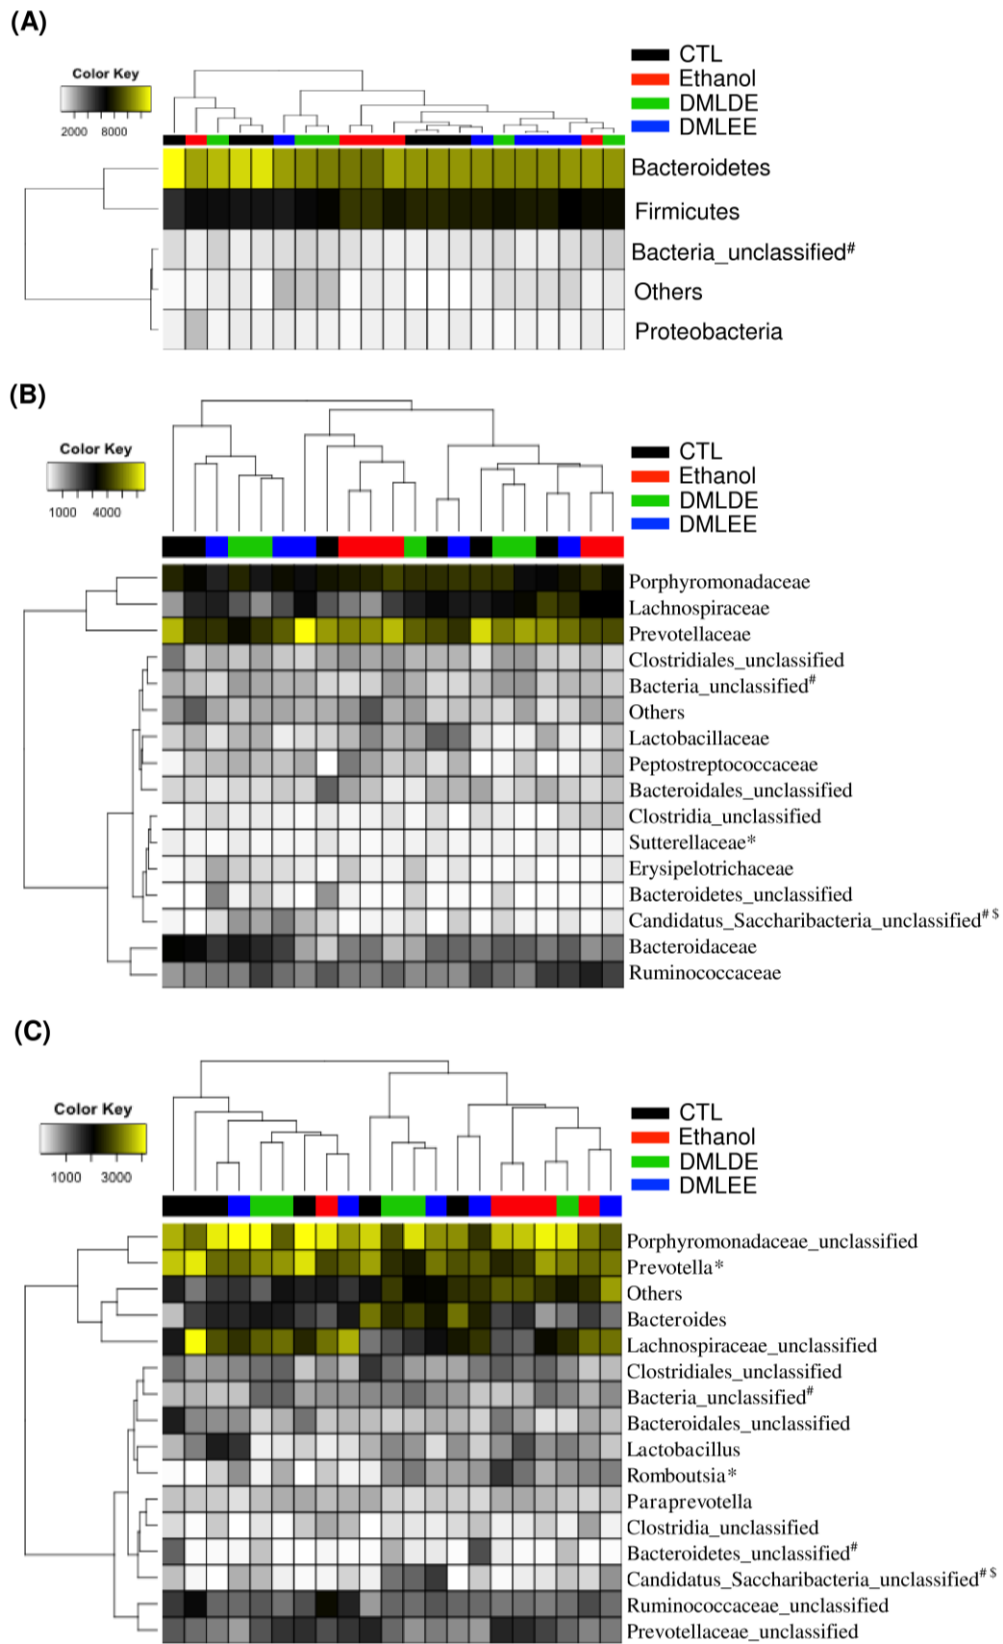 (A)
Color Key
2000 8000
CTL
Ethanol
DMLDE
DMLEE
Bacteroidetes
Firmicutes
Bacteria_unclassified#
Others
Proteobacteria
(B)
Color Key
1000 4000
CTL
Ethanol
DMLDE
DMLEE
Porphyromonadaceae
Lachnospiraceae
Prevotellaceae
Clostridiales_unclassified
Bacteria_unclassified#
Others
Lactobacillaceae
Peptostreptococcaceae
Bacteroidales_unclassified
Clostridia_unclassified
Sutterellaceae*
Erysipelotrichaceae
Bacteroidetes_unclassified
Candidatus_Saccharibacteria_unclassified# $
Bacteroidaceae
Ruminococcaceae
(C)
Color Key
1000 3000
CTL
Ethanol
DMLDE
DMLEE
Porphyromonadaceae_unclassified
Prevotella*
Others
Bacteroides
Lachnospiraceae_unclassified
Clostridiales_unclassified
Bacteria_unclassified#
Bacteroidales_unclassified
Lactobacillus
Romboutsia*
Paraprevotella
Clostridia_unclassified
Bacteroidetes_unclassified#
Candidatus_Saccharibacteria_unclassified# $
Ruminococcaceae_unclassified
Prevotellaceae_unclassified